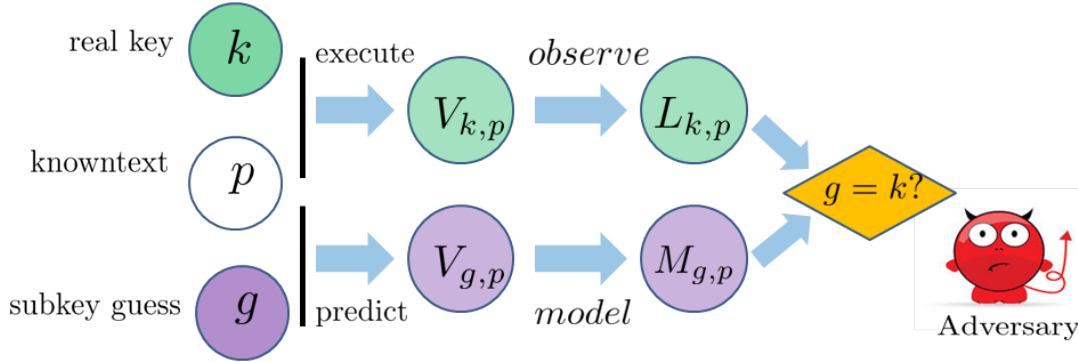 real key
k
execute
observe
V_{k,p}
L_{k,p}
knowntext
p
g = k?
subkey guess
g
predict
V_{g,p}
model
M_{g,p}
Adversary